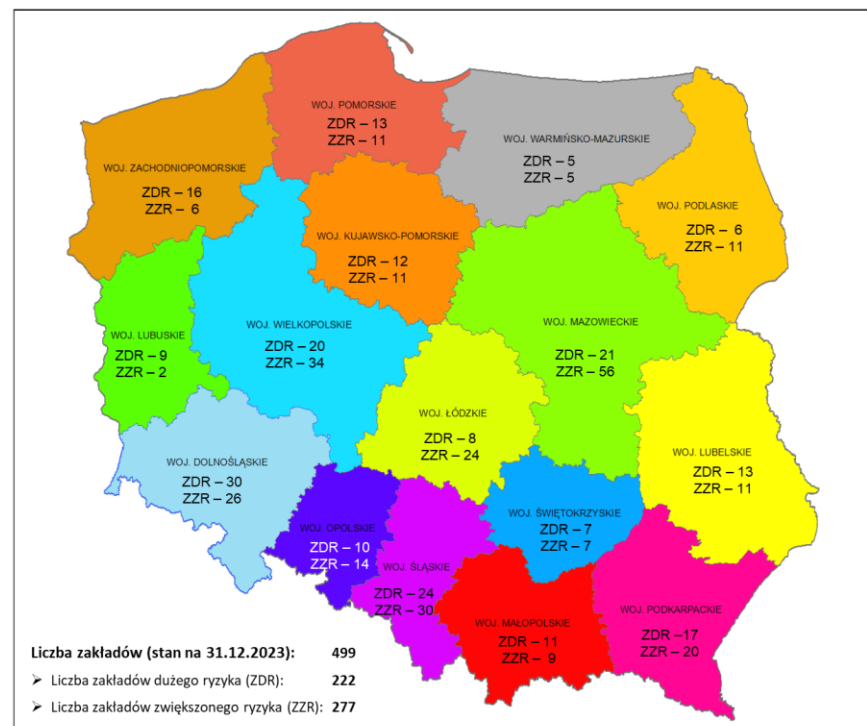 WOJ. POMORSKIE
ZDR – 13
ZZR – 11
WOJ. WARMIŃSKO-MAZURSKIE
ZDR – 5
ZZR – 5
WOJ. ZACHODNIOPOMORSKIE
ZDR – 16
ZZR – 6
WOJ. PODLASKIE
ZDR – 6
ZZR – 11
WOJ. KUJAWSKO-POMORSKIE
ZDR – 12
ZZR – 11
WOJ. LUBUSKIE
ZDR – 9
ZZR – 2
WOJ. WIELKOPOLSKIE
ZDR – 20
ZZR – 34
WOJ. MAZOWIECKIE
ZDR – 21
ZZR – 56
WOJ. ŁÓDZKIE
ZDR – 8
ZZR – 24
WOJ. LUBELSKIE
ZDR – 13
ZZR – 11
WOJ. DOLNOŚLĄSKIE
ZDR – 30
ZZR – 26
WOJ. OPOLSKIE
ZDR – 10
ZZR – 14
WOJ. ŚLĄSKIE
ZDR – 24
ZZR – 30
WOJ. ŚWIĘTOKRZYSKIE
ZDR – 7
ZZR – 7
WOJ. MAŁOPOLSKIE
ZDR – 11
ZZR – 9
WOJ. PODKARPACKIE
ZDR –17
ZZR – 20
Liczba zakładów (stan na 31.12.2023): 499
➢ Liczba zakładów dużego ryzyka (ZDR): 222
➢ Liczba zakładów zwiększonego ryzyka (ZZR): 277